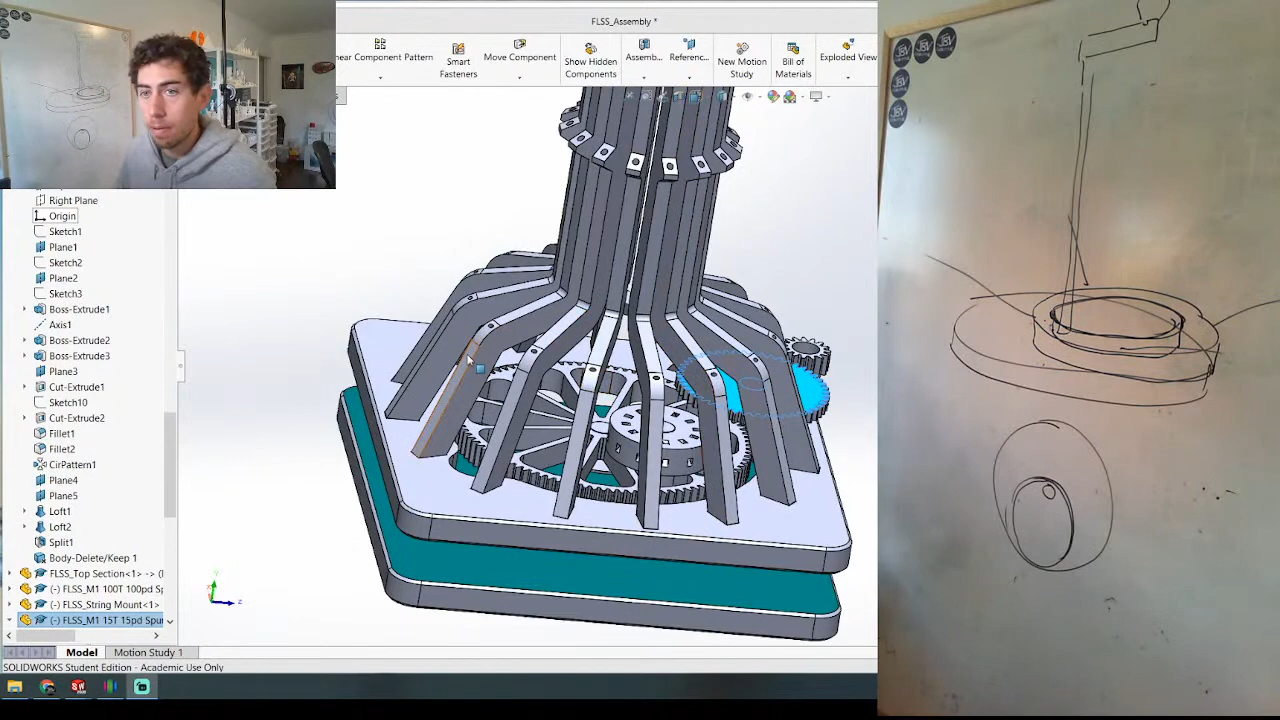 FLSS_Assembly *
near Component Pattern
Smart
Fasteners
Move Component
Show Hidden
Components
Assemb...
Referenc...
New Motion
Study
Bill of
Materials
Exploded View
Right Plane
Origin
Sketch1
Plane1
Sketch2
Plane2
Sketch3
Boss-Extrude1
Axis1
Boss-Extrude2
Boss-Extrude3
Plane3
Cut-Extrude1
Sketch10
Cut-Extrude2
Fillet1
Fillet2
CirPattern1
Plane4
Plane5
Loft1
Loft2
Split1
Body-Delete/Keep 1
FLSS_Top Section<1> -> (
(-) FLSS_M1 100T 100pd Sp
(-) FLSS_String Mount<1>
(-) FLSS_M1 15T 15pd Spur
Model
Motion Study 1
SOLIDWORKS Student Edition - Academic Use Only